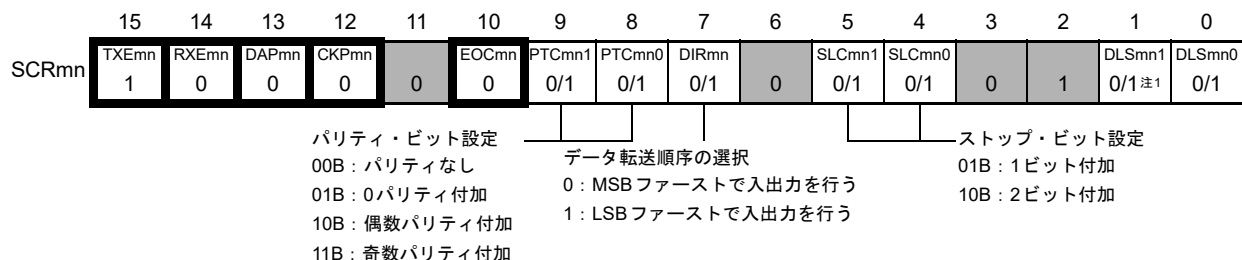 15 14 13 12 11 10 9 8 7 6 5 4 3 2 1 0
SCRmn
TXEmn RXEmn DAPmn CKPmn EOCmn PTCmn1 PTCmn0 DIRmn SLCmn1 SLCmn0 DLSmn1 DLSmn0
1 0 0 0 0 0 0/1 0/1 0/1 0 0/1 0/1 0 1 0/1注1 0/1
パリティ・ビット設定
00B：パリティなし
01B：0パリティ付加
10B：偶数パリティ付加
11B：奇数パリティ付加
データ転送順序の選択
0：MSBファーストで入出力を行う
1：LSBファーストで入出力を行う
ストップ・ビット設定
01B：1ビット付加
10B：2ビット付加